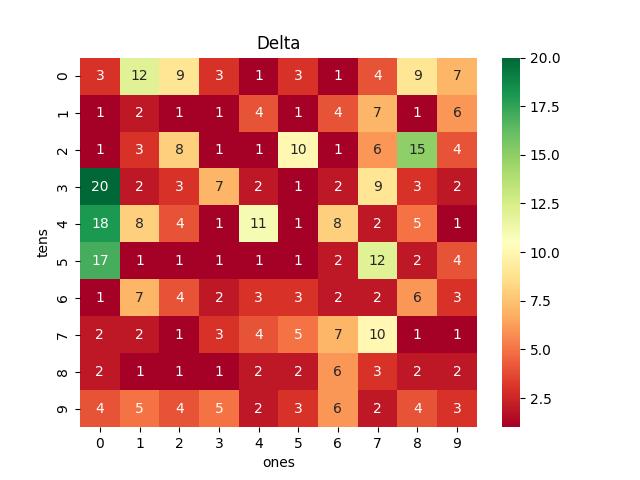 Delta
0 3 12 9 3 1 3 1 4 9 7
1 1 2 1 1 4 1 4 7 1 6
2 1 3 8 1 1 10 1 6 15 4
3 20 2 3 7 2 1 2 9 3 2
4 18 8 4 1 11 1 8 2 5 1
5 17 1 1 1 1 1 2 12 2 4
6 1 7 4 2 3 3 2 2 6 3
7 2 2 1 3 4 5 7 10 1 1
8 2 1 1 1 2 2 6 3 2 2
9 4 5 4 5 2 3 6 2 4 3
0 1 2 3 4 5 6 7 8 9
ones
tens
20.0
17.5
15.0
12.5
10.0
7.5
5.0
2.5